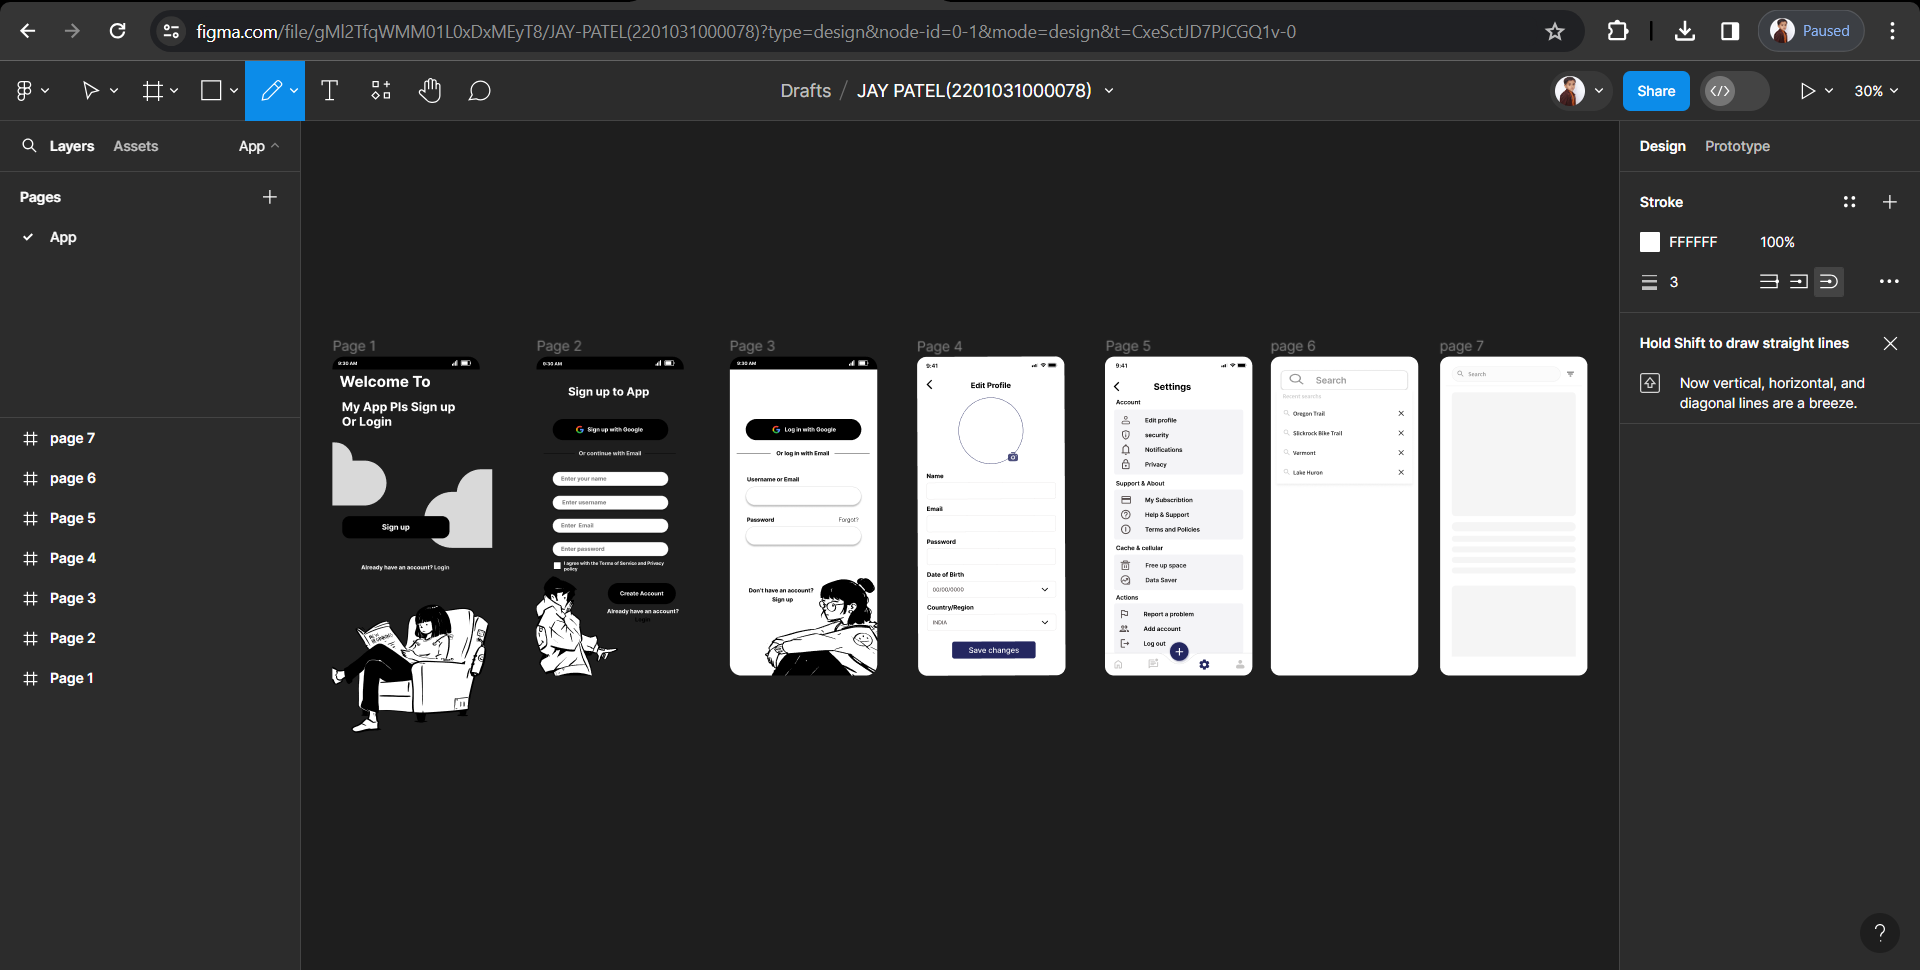 figma.com/file/gMl2TfqWMM01L0xDxMEyT8/JAY-PATEL(2201031000078)?type=design&node-id=0-1&mode=design&t=CxeSctJD7PJCGQ1v-0
Paused
Drafts / JAY PATEL(2201031000078)
Share
30%
Layers
Assets
App
Pages
App
page 7
page 6
Page 5
Page 4
Page 3
Page 2
Page 1
Page 1
9:30 AM
Welcome To
My App Pls Sign up
Or Login
Sign up
Already have an account? Login
Page 2
9:30 AM
Sign up to App
Sign up with Google
Or continue with Email
Enter your name
Enter username
Enter Email
Enter password
I agree with the Terms of Service and Privacy
policy
Create Account
Already have an account?
Login
Page 3
9:30 AM
Log in with Google
Or log in with Email
Username or Email
Password
Forgot?
Don't have an account?
Sign up
Page 4
9:41
Edit Profile
Name
Email
Password
Date of Birth
00/00/0000
Country/Region
INDIA
Save changes
Page 5
9:41
Settings
Account
Edit profile
security
Notifications
Privacy
Support & About
My Subscribtion
Help & Support
Terms and Policies
Cache & cellular
Free up space
Data Saver
Actions
Report a problem
Add account
Log out
page 6
Search
Recent searchs
Oregon Trail
Slickrock Bike Trail
Vermont
Lake Huron
page 7
Search
Design
Prototype
Stroke
FFFFFF
100%
3
Hold Shift to draw straight lines
Now vertical, horizontal, and
diagonal lines are a breeze.
?